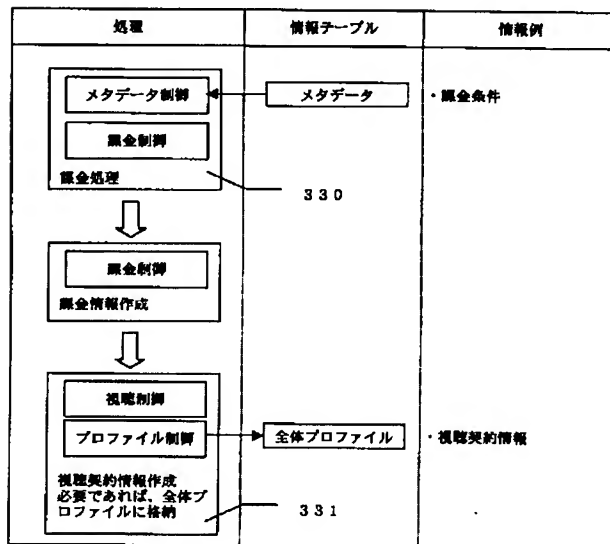 処理 情報テーブル 情報例
メタデータ制御 メタデータ ・課金条件
課金制御
課金処理
330
課金制御
課金情報作成
視聴制御
プロファイル制御 全体プロファイル ・視聴契約情報
視聴契約情報作成
必要であれば、全体プ
ロファイルに格納
331